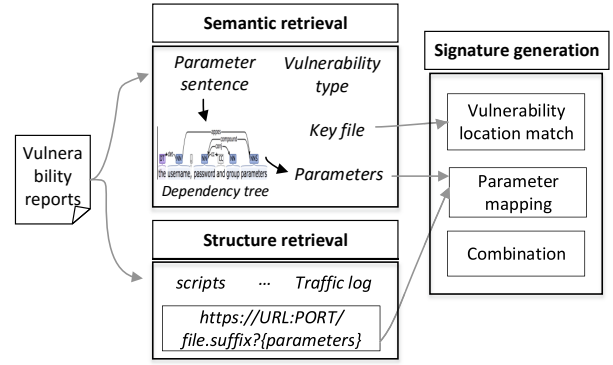 Semantic retrieval
Parameter
sentence
Vulnerability
type
Key file
Parameters
the username, password and group parameters
Dependency tree
Vulnera
bility
reports
Structure retrieval
scripts ... Traffic log
https://URL:PORT/
file.suffix?{parameters}
Signature generation
Vulnerability
location match
Parameter
mapping
Combination